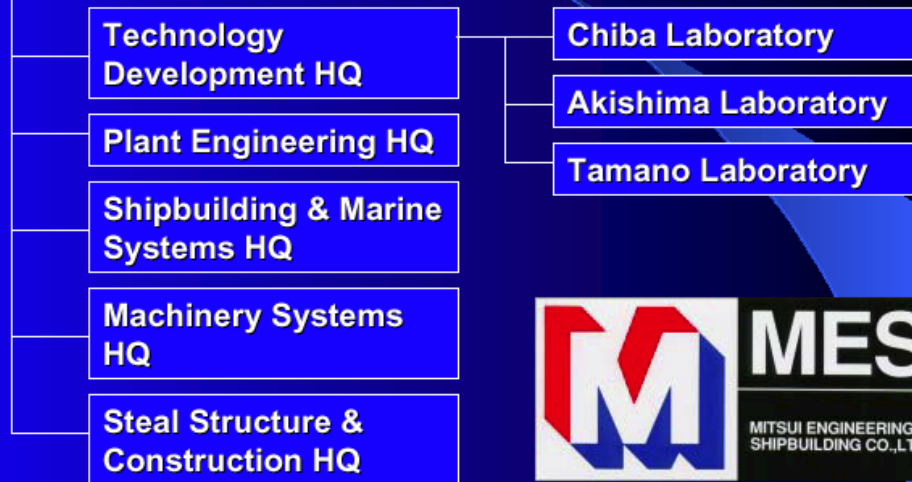 Technology
Development HQ
Plant Engineering HQ
Shipbuilding & Marine
Systems HQ
Machinery Systems
HQ
Steal Structure &
Construction HQ
Chiba Laboratory
Akishima Laboratory
Tamano Laboratory
MES
MITSUI ENGINEERING
SHIPBUILDING CO.,LT